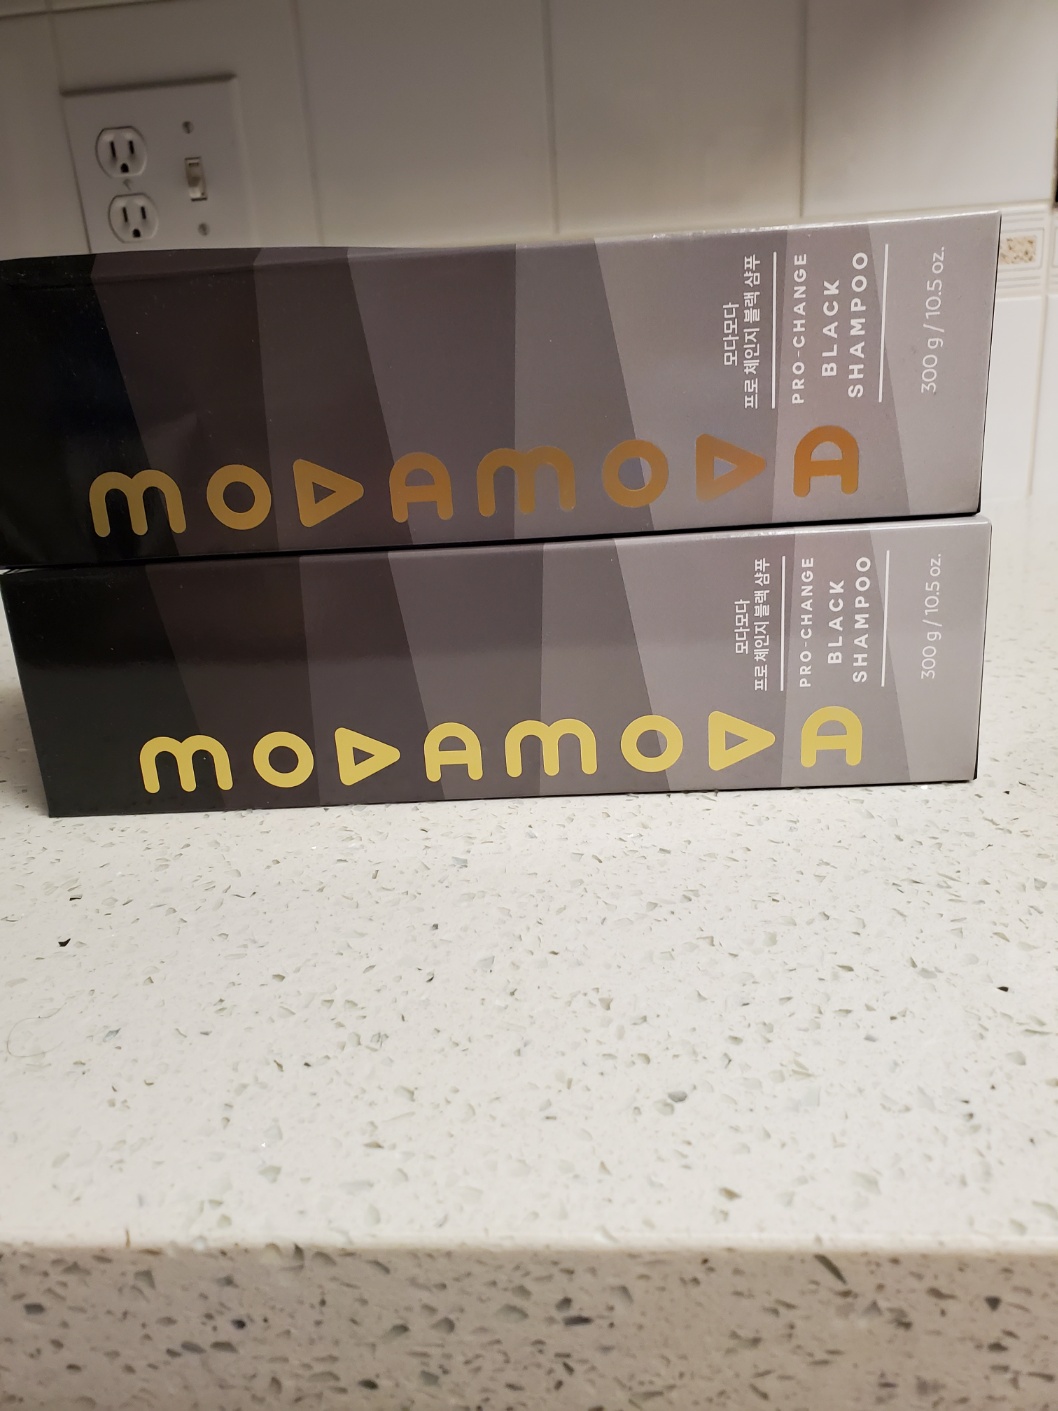 모다모다
프로 체인지 블랙 샴푸
PRO-CHANGE
BLACK
SHAMPOO
300 g / 10.5 oz.
MODAMODA
모다모다
프로 체인지 블랙 샴푸
PRO-CHANGE
BLACK
SHAMPOO
300 g / 10.5 oz.
MODAMODA